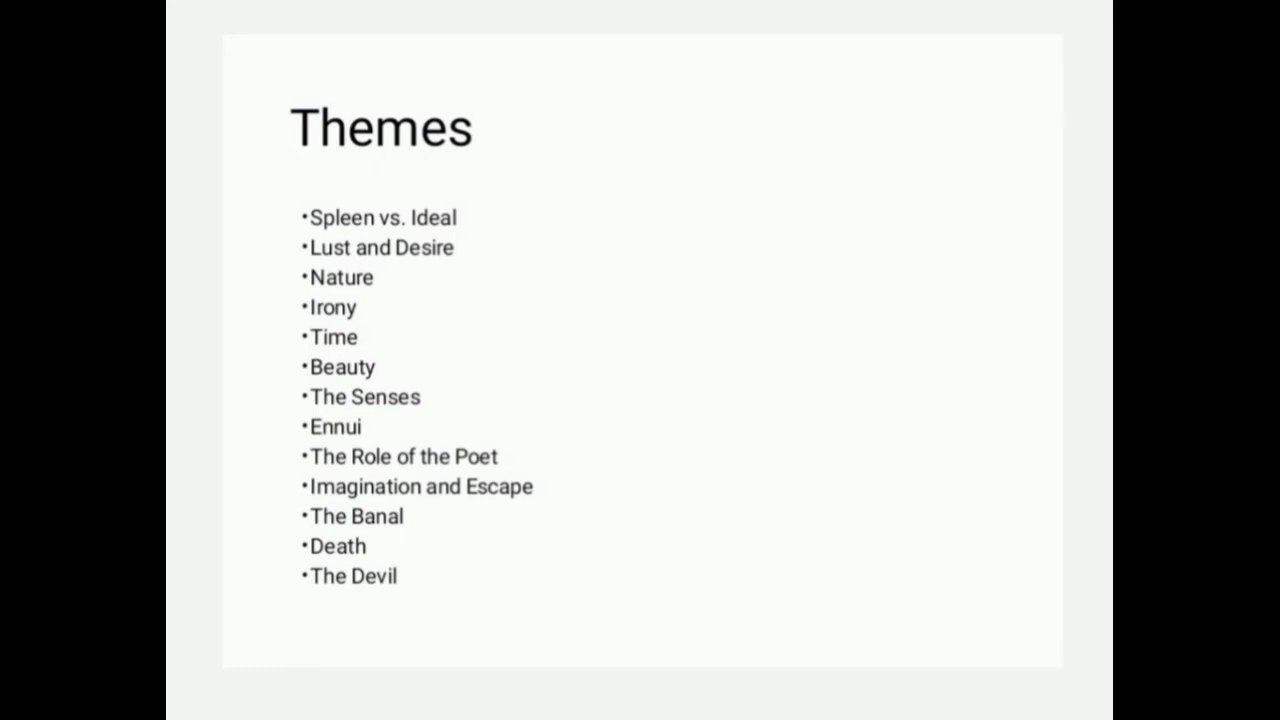 Themes
•Spleen vs. Ideal
•Lust and Desire
•Nature
•Irony
•Time
•Beauty
•The Senses
•Ennui
•The Role of the Poet
•Imagination and Escape
•The Banal
•Death
•The Devil